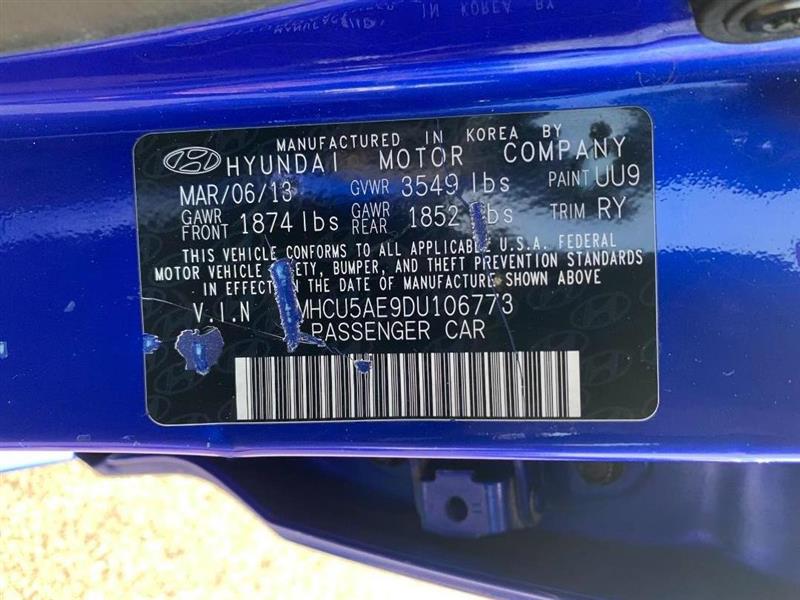 MANUFACTURED IN KOREA BY
HYUNDAI MOTOR COMPANY
MAR/06/13 GVWR 3549 lbs PAINT UU9
GAWR FRONT 1874 lbs GAWR REAR 1852 lbs TRIM RY
THIS VEHICLE CONFORMS TO ALL APPLICABLE U.S.A. FEDERAL
MOTOR VEHICLE SAFETY, BUMPER, AND THEFT PREVENTION STANDARDS
IN EFFECT ON THE DATE OF MANUFACTURE SHOWN ABOVE
V.I.N MHCU5AE9DU106773
PASSENGER CAR